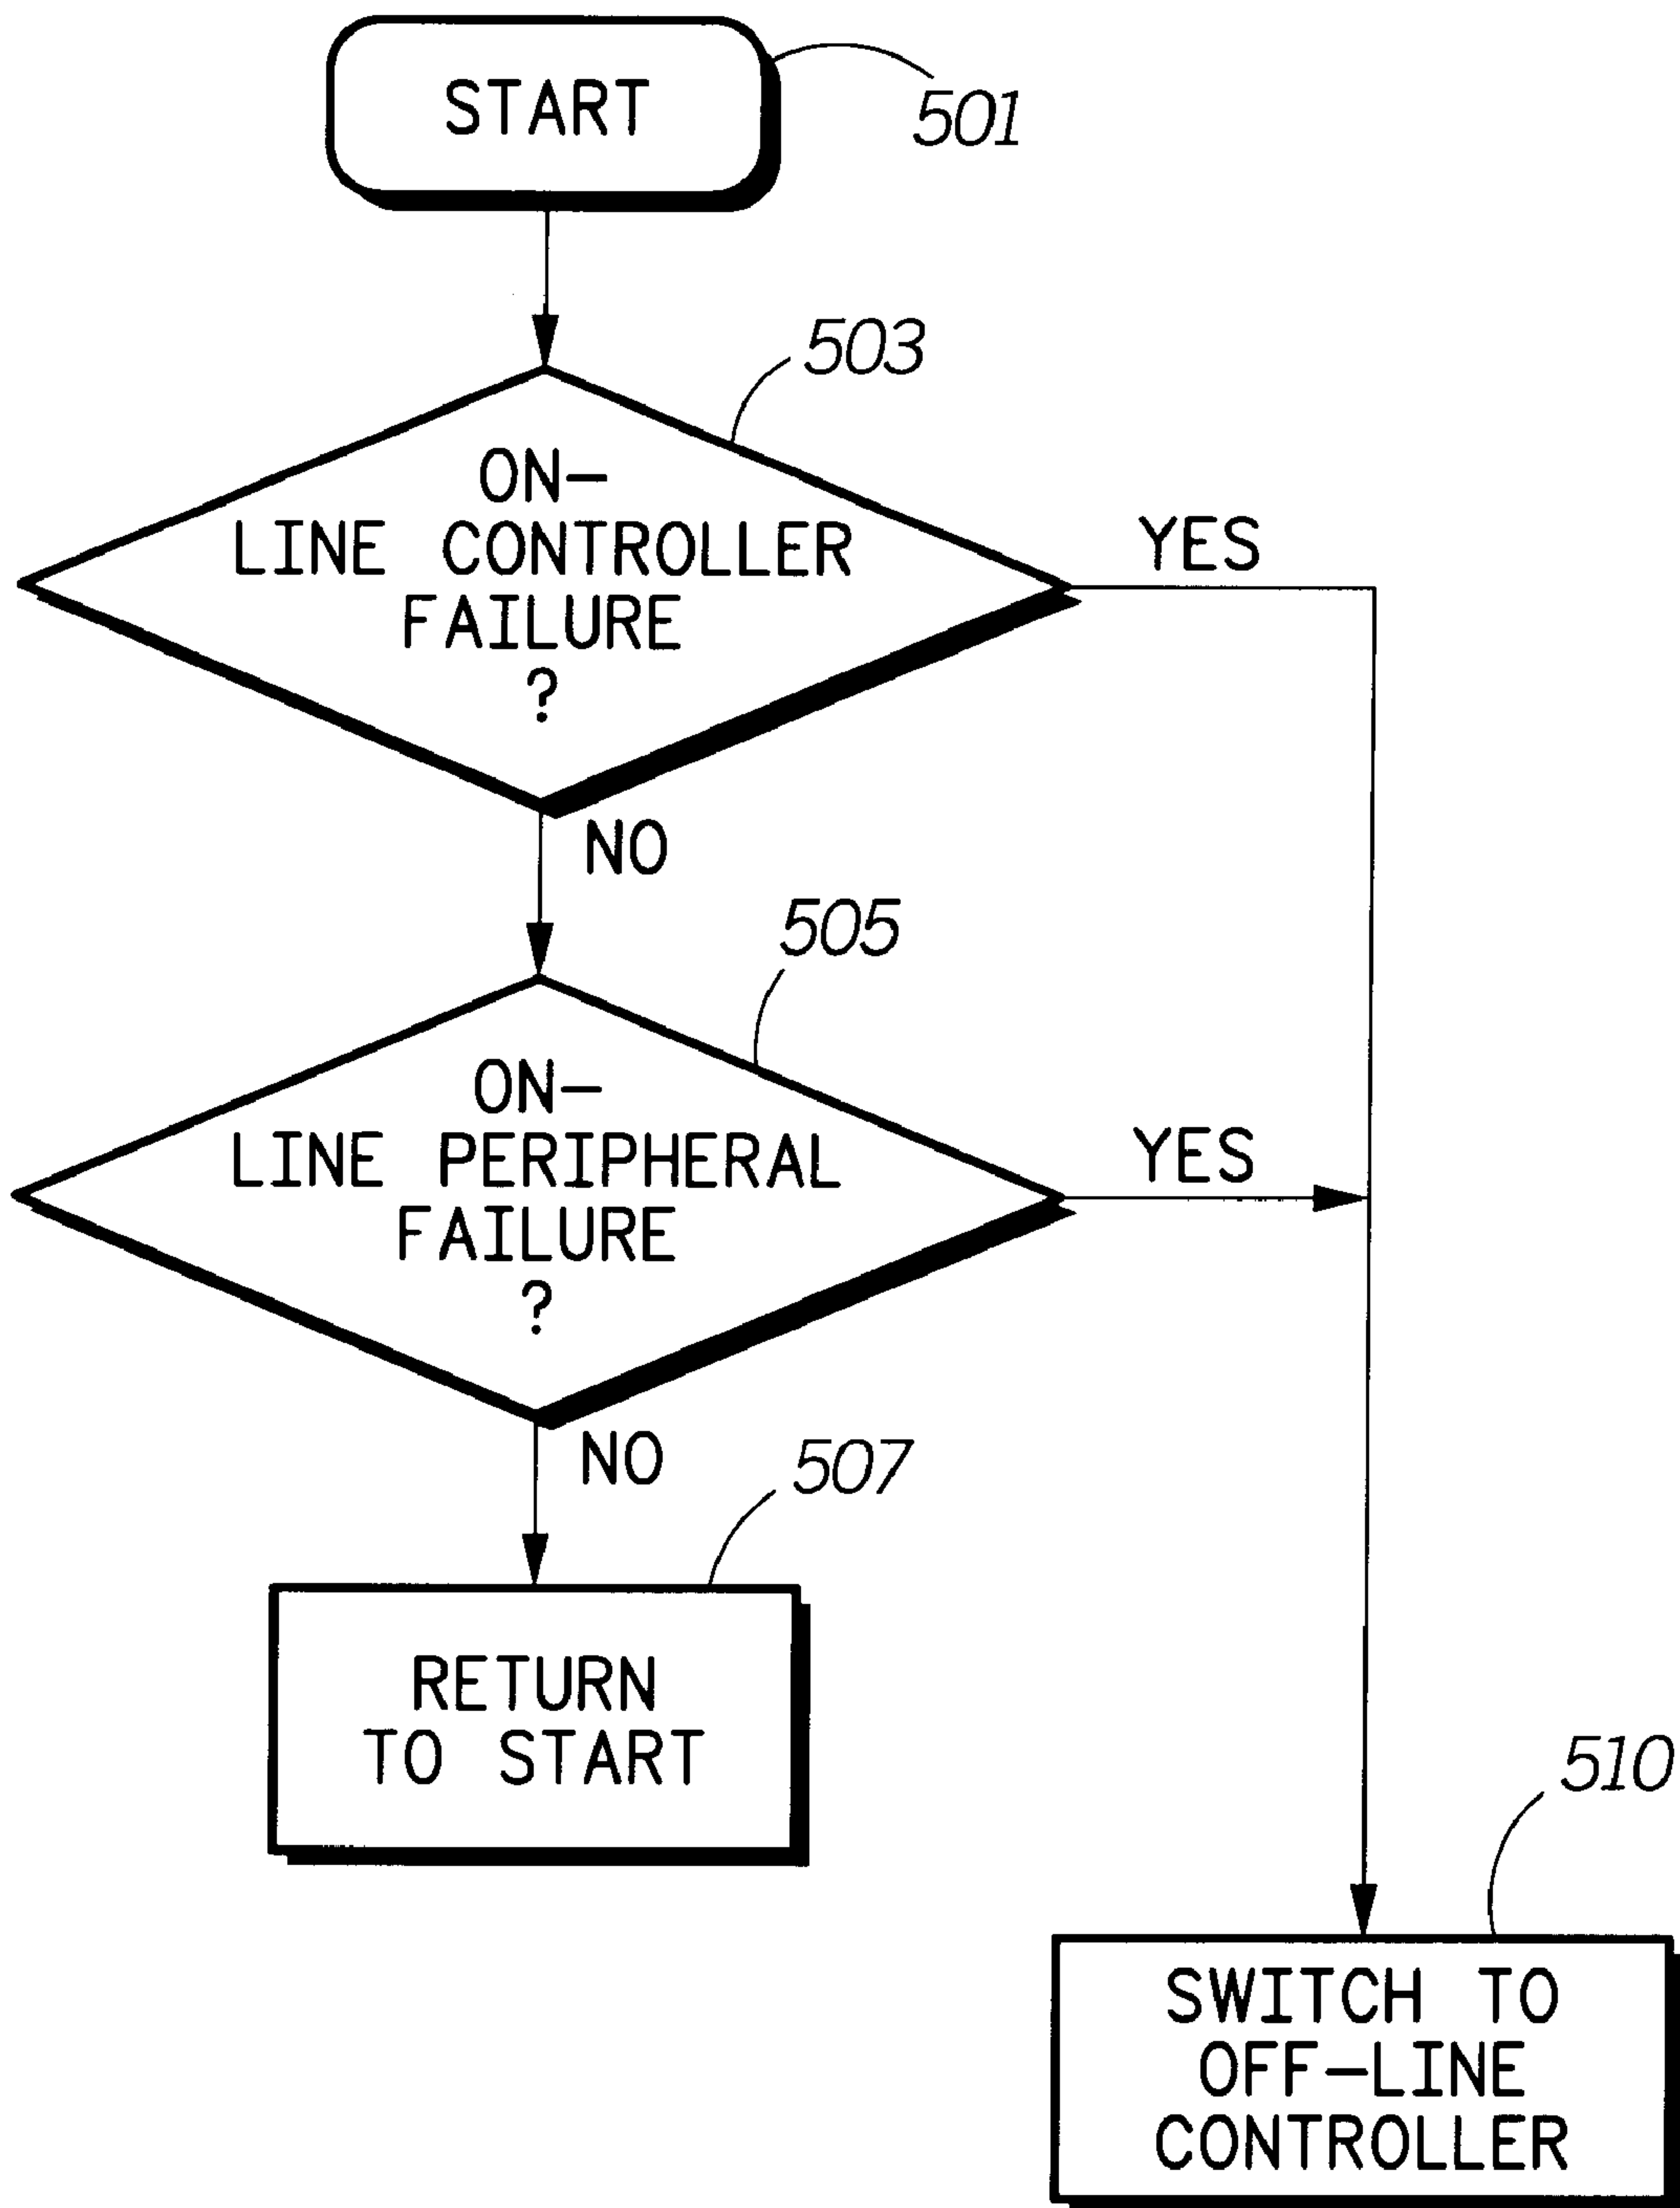 START
501
503
ON-
LINE CONTROLLER
FAILURE
?
YES
NO
505
ON-
LINE PERIPHERAL
FAILURE
?
YES
NO
507
RETURN
TO START
510
SWITCH TO
OFF-LINE
CONTROLLER